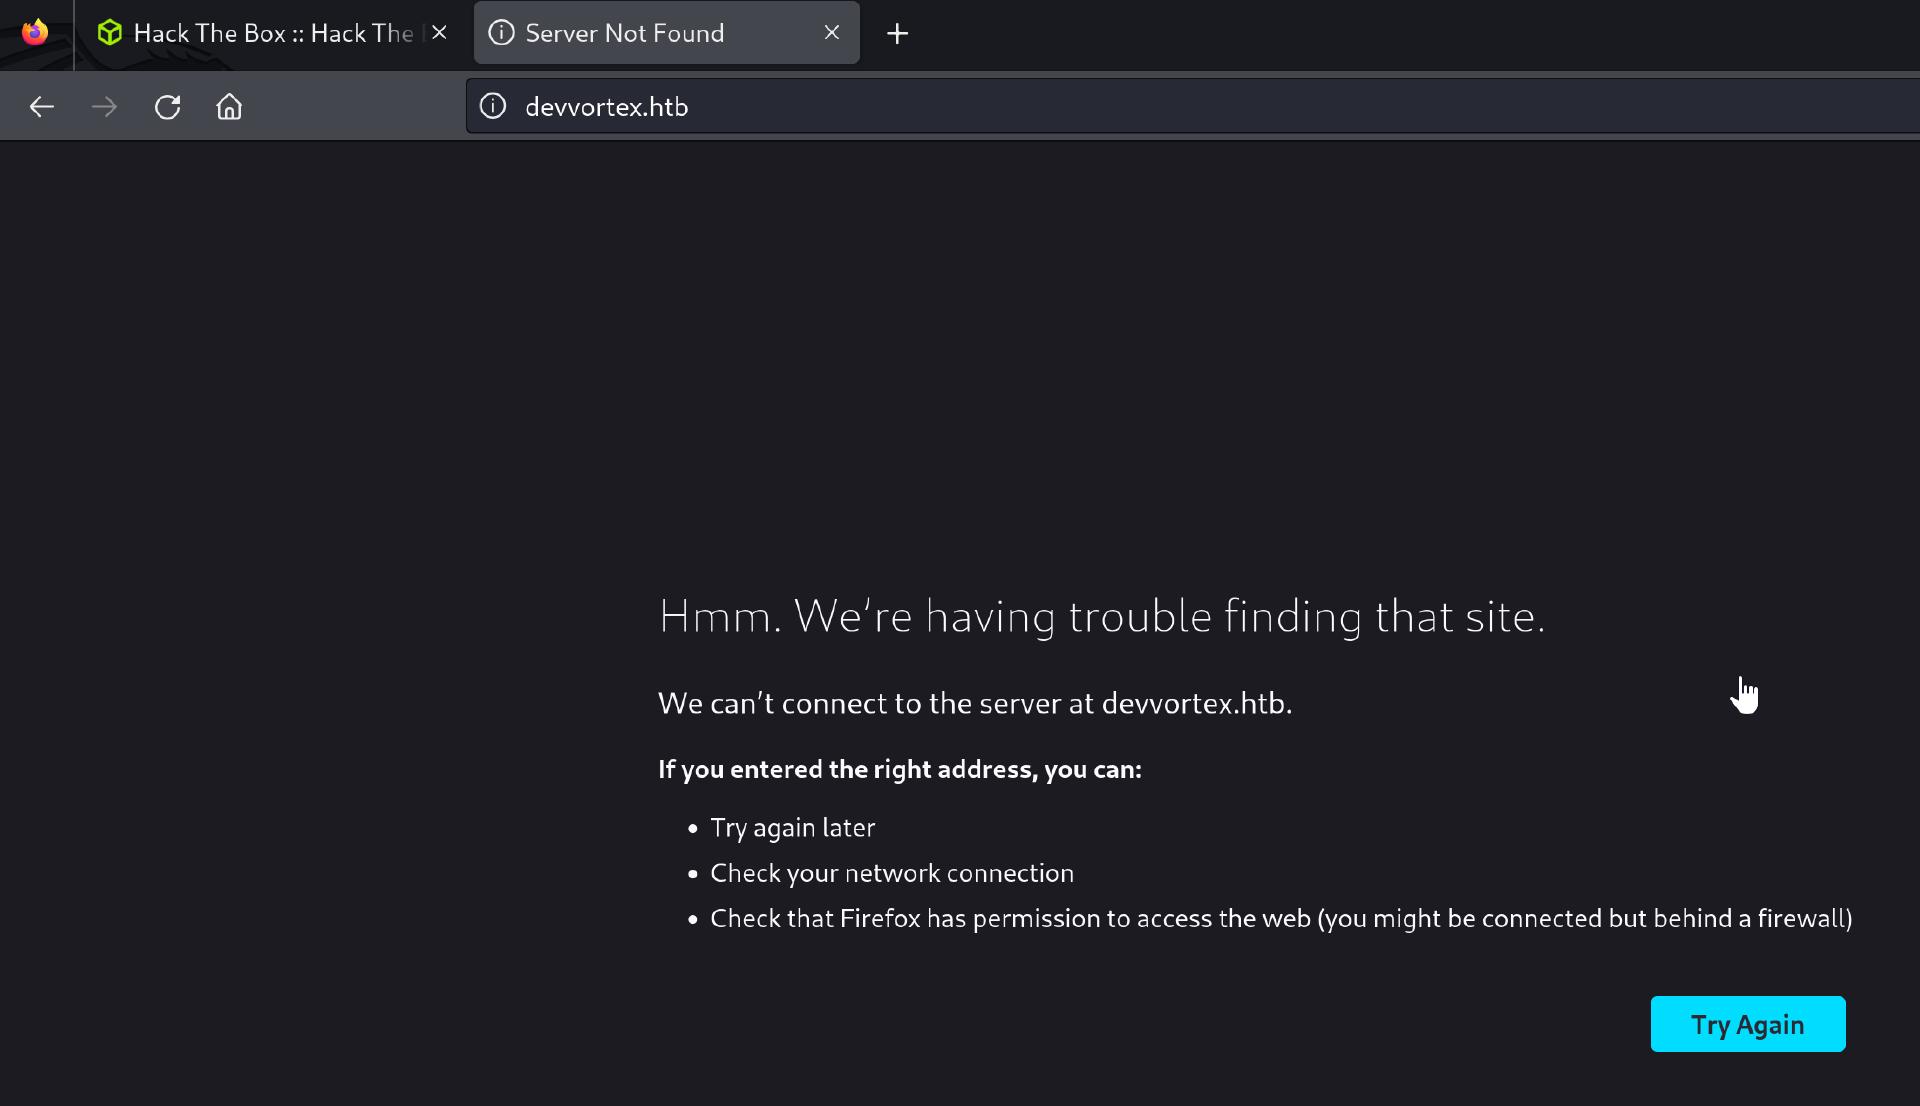 Hack The Box :: Hack The
Server Not Found
devvortex.htb
Hmm. We're having trouble finding that site.
We can't connect to the server at devvortex.htb.
If you entered the right address, you can:
• Try again later
• Check your network connection
• Check that Firefox has permission to access the web (you might be connected but behind a firewall)
Try Again